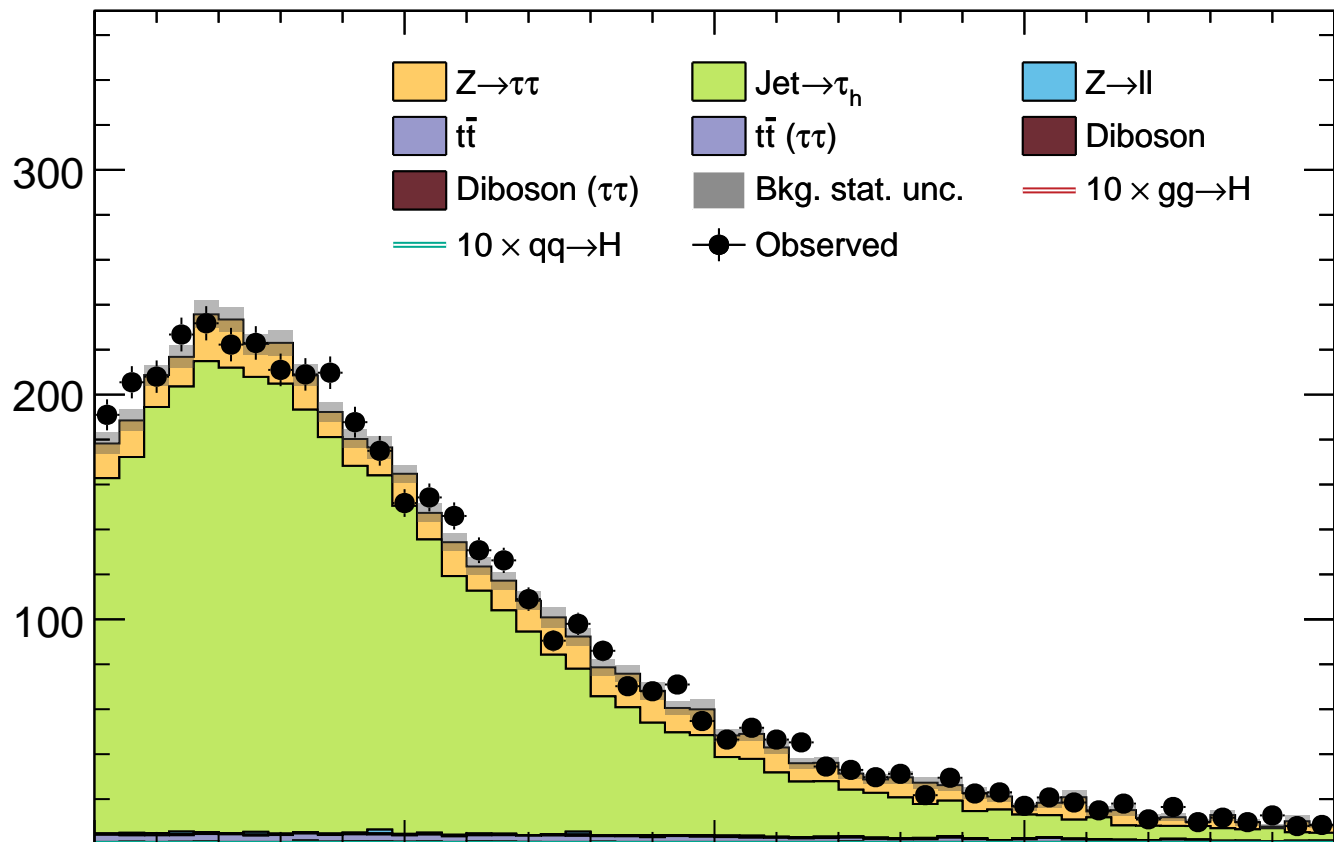 Z→ττ Jet→τₕ Z→ll
tt̄ tt̄ (ττ) Diboson
300
Diboson (ττ) Bkg. stat. unc. 10 × gg→H
10 × qq→H Observed
200
100